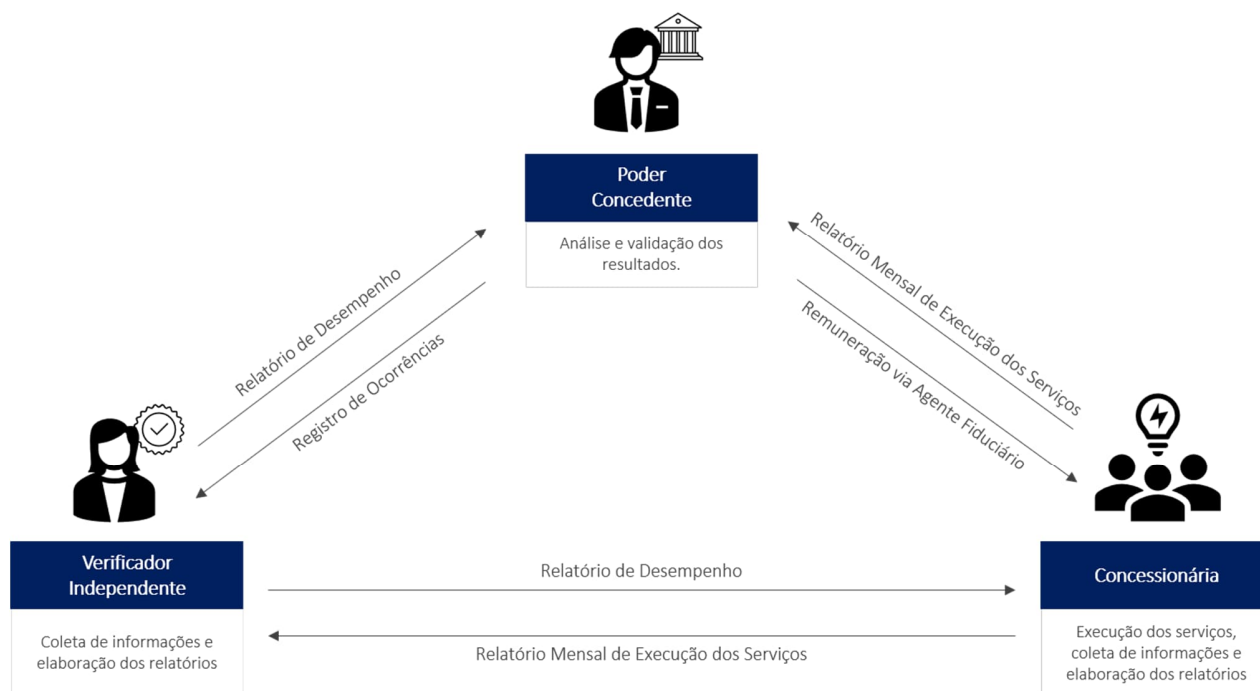 Poder
Concedente
Análise e validação dos
resultados.
Relatório de Desempenho
Registro de Ocorrências
Relatório Mensal de Execução dos Serviços
Remuneração via Agente Fiduciário
Verificador
Independente
Coleta de informações e
elaboração dos relatórios
Relatório de Desempenho
Relatório Mensal de Execução dos Serviços
Concessionária
Execução dos serviços,
coleta de informações e
elaboração dos relatórios